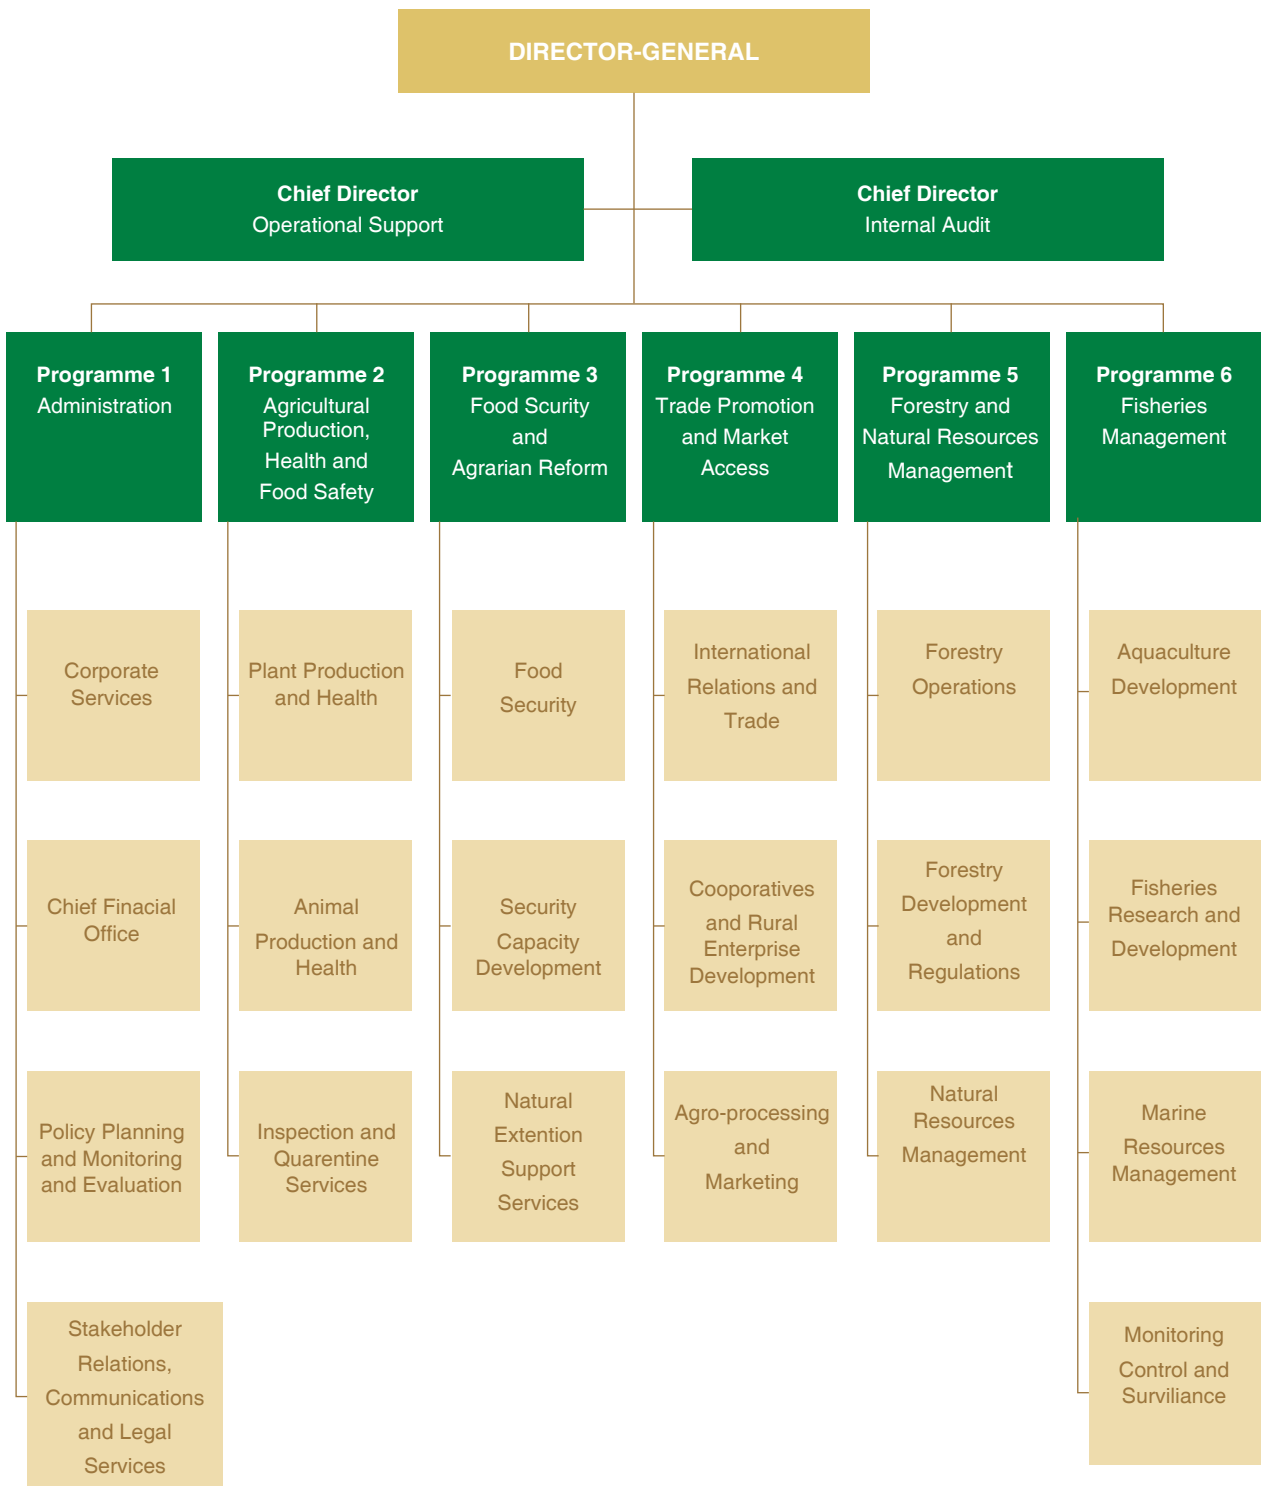 DIRECTOR-GENERAL
Chief Director
Operational Support
Chief Director
Internal Audit
Programme 1
Administration
Programme 2
Agricultural
Production,
Health and
Food Safety
Programme 3
Food Scurity
and
Agrarian Reform
Programme 4
Trade Promotion
and Market
Access
Programme 5
Forestry and
Natural Resources
Management
Programme 6
Fisheries
Management
Corporate
Services
Plant Production
and Health
Food
Security
International
Relations and
Trade
Forestry
Operations
Aquaculture
Development
Chief Finacial
Office
Animal
Production and
Health
Security
Capacity
Development
Cooporatives
and Rural
Enterprise
Development
Forestry
Development
and
Regulations
Fisheries
Research and
Development
Policy Planning
and Monitoring
and Evaluation
Inspection and
Quarentine
Services
Natural
Extention
Support
Services
Agro-processing
and
Marketing
Natural
Resources
Management
Marine
Resources
Management
Stakeholder
Relations,
Communications
and Legal
Services
Monitoring
Control and
Surviliance